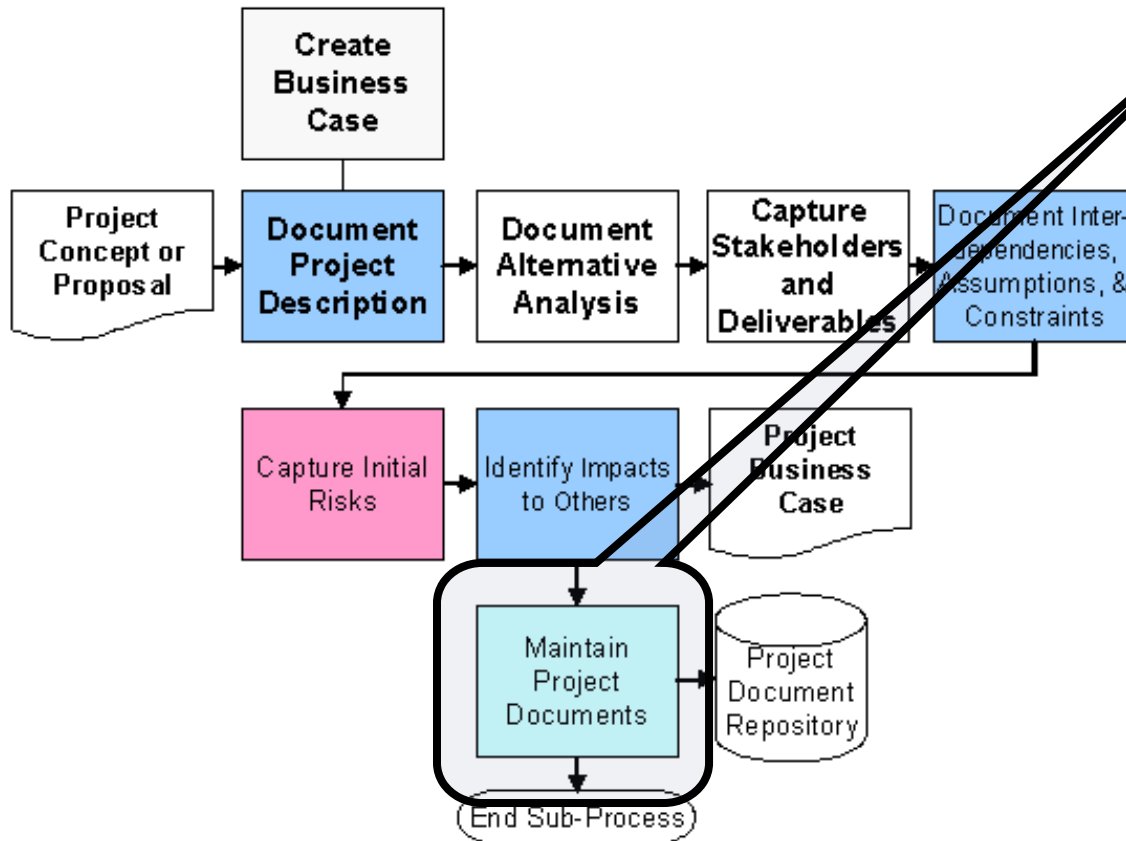 Create
Business
Case
Project
Concept or
Proposal
Document
Project
Description
Document
Alternative
Analysis
Capture
Stakeholders
and
Deliverables
Document Inter-
dependencies,
Assumptions, &
Constraints
Capture Initial
Risks
Identify Impacts
to Others
Project
Business
Case
Maintain
Project
Documents
Project
Document
Repository
End Sub-Process